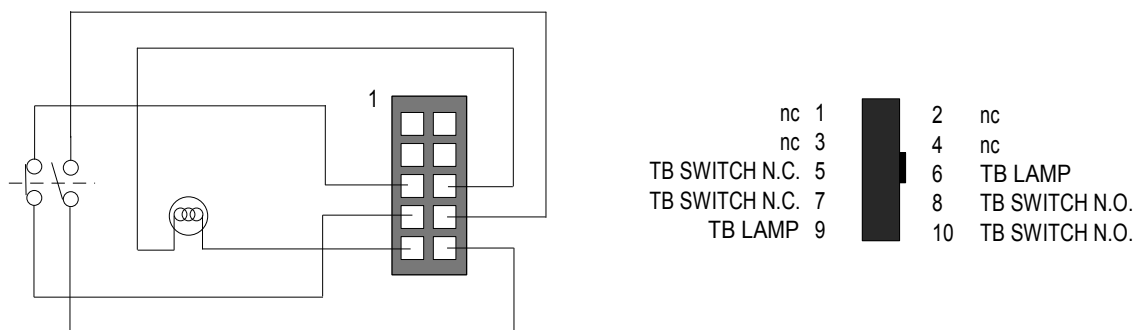 1
nc 1 2 nc
nc 3 4 nc
TB SWITCH N.C. 5 6 TB LAMP
TB SWITCH N.C. 7 8 TB SWITCH N.O.
TB LAMP 9 10 TB SWITCH N.O.